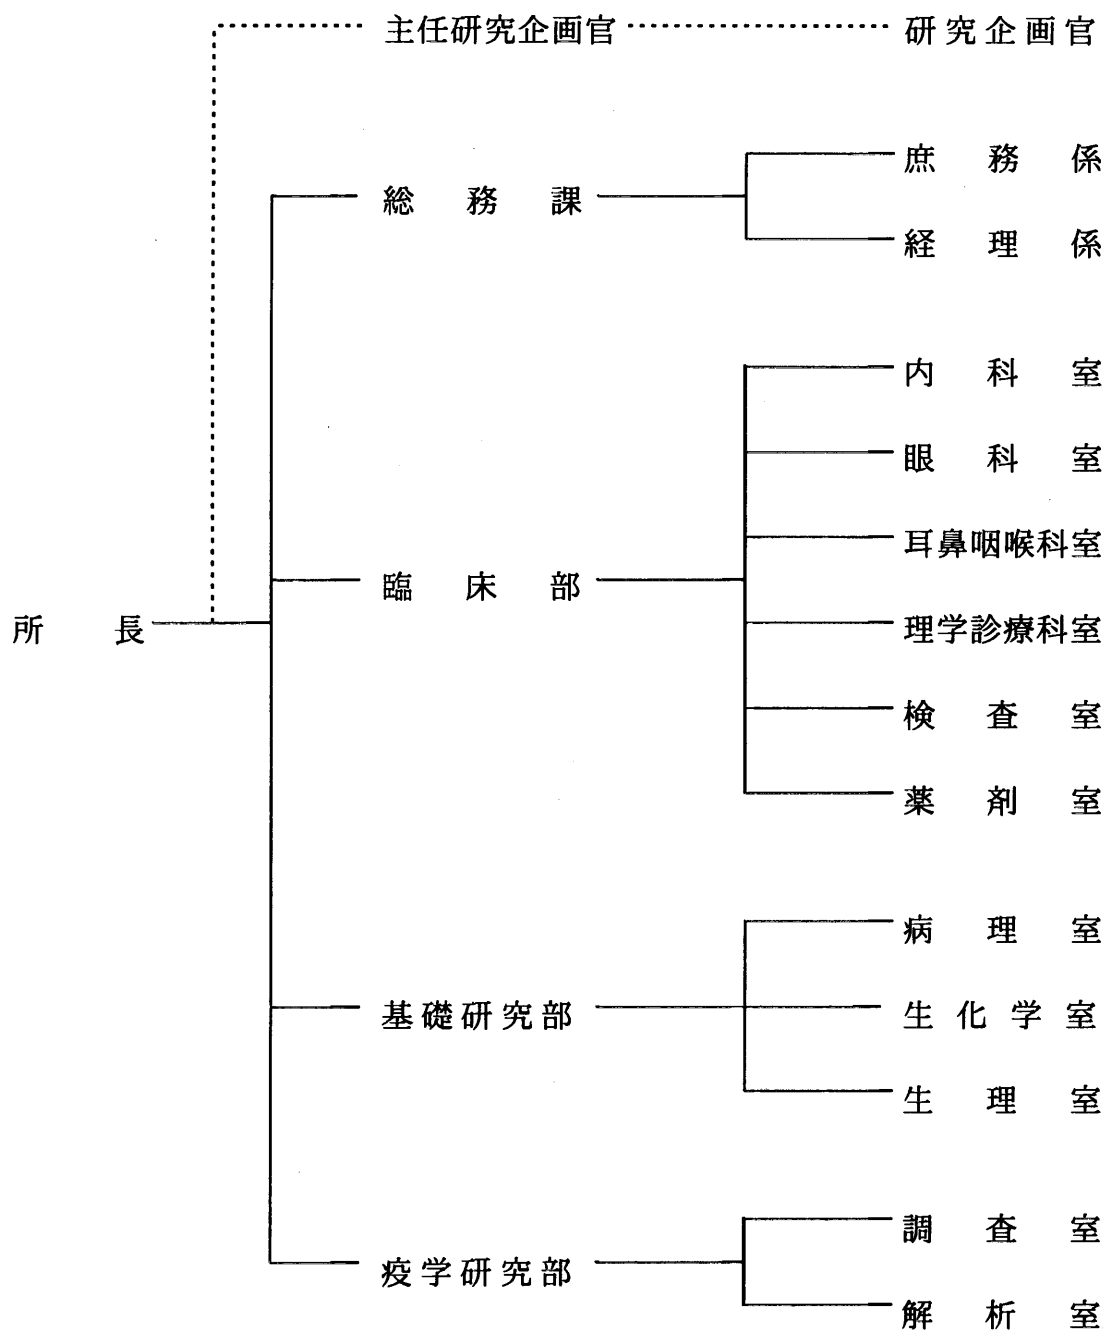 主任研究企画官 研究企画官
庶務係
総務課
経理係
内科室
眼科室
耳鼻咽喉科室
臨床部
所長
理学診療科室
検査室
薬剤室
病理室
基礎研究部 生化学室
生理室
調査室
疫学研究部
解析室